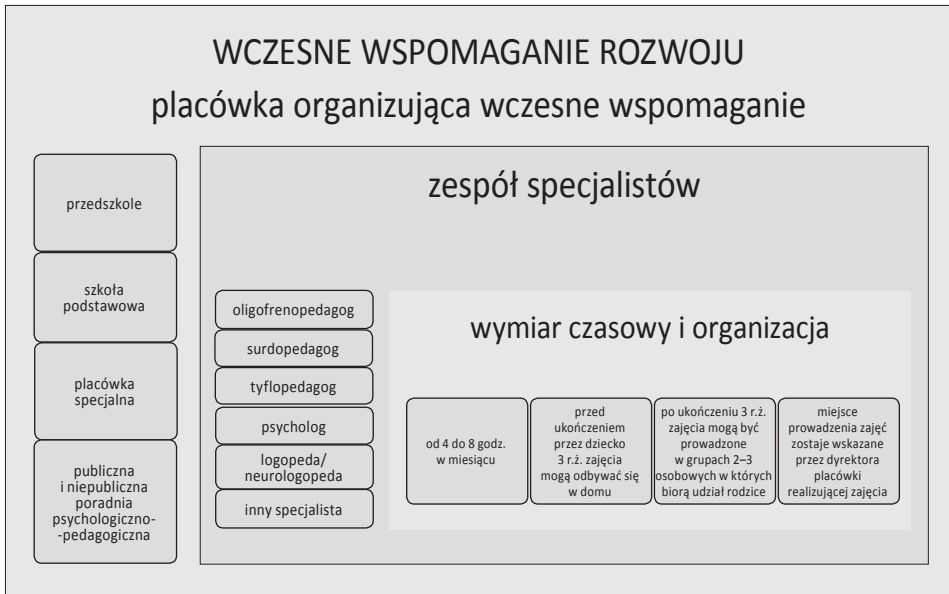 WCZESNE WSPOMAGANIE ROZWOJU
placówka organizująca wczesne wspomaganie
przedszkole
szkoła
podstawowa
placówka
specjalna
publiczna
i niepubliczna
poradnia
psychologiczno-
-pedagogiczna
zespół specjalistów
oligofrenopedagog
surdopedagog
tyflopedagog
psycholog
logopeda/
neurologopeda
inny specjalista
wymiar czasowy i organizacja
od 4 do 8 godz.
w miesiącu
przed
ukończeniem
przez dziecko
3 r.ż. zajęcia
mogą odbywać się
w domu
po ukończeniu 3 r.ż.
zajęcia mogą być
prowadzone
w grupach 2–3
osobowych w których
biorą udział rodzice
miejsce
prowadzenia zajęć
zostaje wskazane
przez dyrektora
placówki
realizującej zajęcia